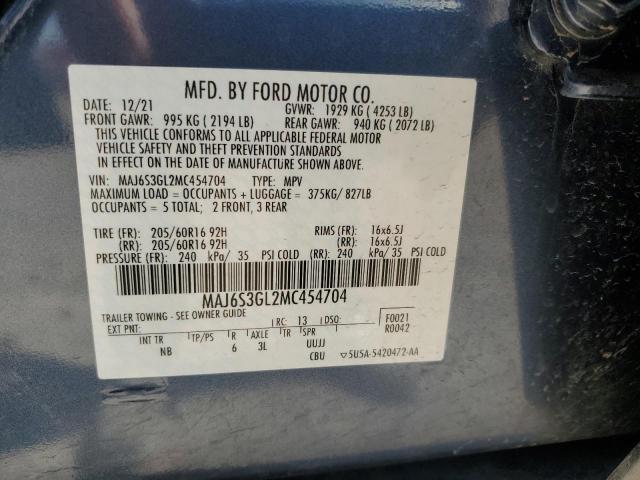 MFD. BY FORD MOTOR CO.
DATE: 12/21 GVWR: 1929 KG ( 4253 LB)
FRONT GAWR: 995 KG ( 2194 LB) REAR GAWR: 940 KG ( 2072 LB)
THIS VEHICLE CONFORMS TO ALL APPLICABLE FEDERAL MOTOR
VEHICLE SAFETY AND THEFT PREVENTION STANDARDS
IN EFFECT ON THE DATE OF MANUFACTURE SHOWN ABOVE.
VIN: MAJ6S3GL2MC454704 TYPE: MPV
MAXIMUM LOAD = OCCUPANTS + LUGGAGE = 375KG/ 827LB
OCCUPANTS = 5 TOTAL; 2 FRONT, 3 REAR
TIRE (FR): 205/60R16 92H RIMS (FR): 16x6.5J
(RR): 205/60R16 92H (RR): 16x6.5J
PRESSURE (FR): 240 kPa/ 35 PSI COLD (RR): 240 kPa/ 35 PSI COLD
MAJ6S3GL2MC454704
TRAILER TOWING - SEE OWNER GUIDE
EXT PNT: RC: 13 DSO: F0021
R0042
INT TR TP/PS R AXLE TR SPR
NB 6 3L UUJJ
CBU ▽5U5A-5420472-AA